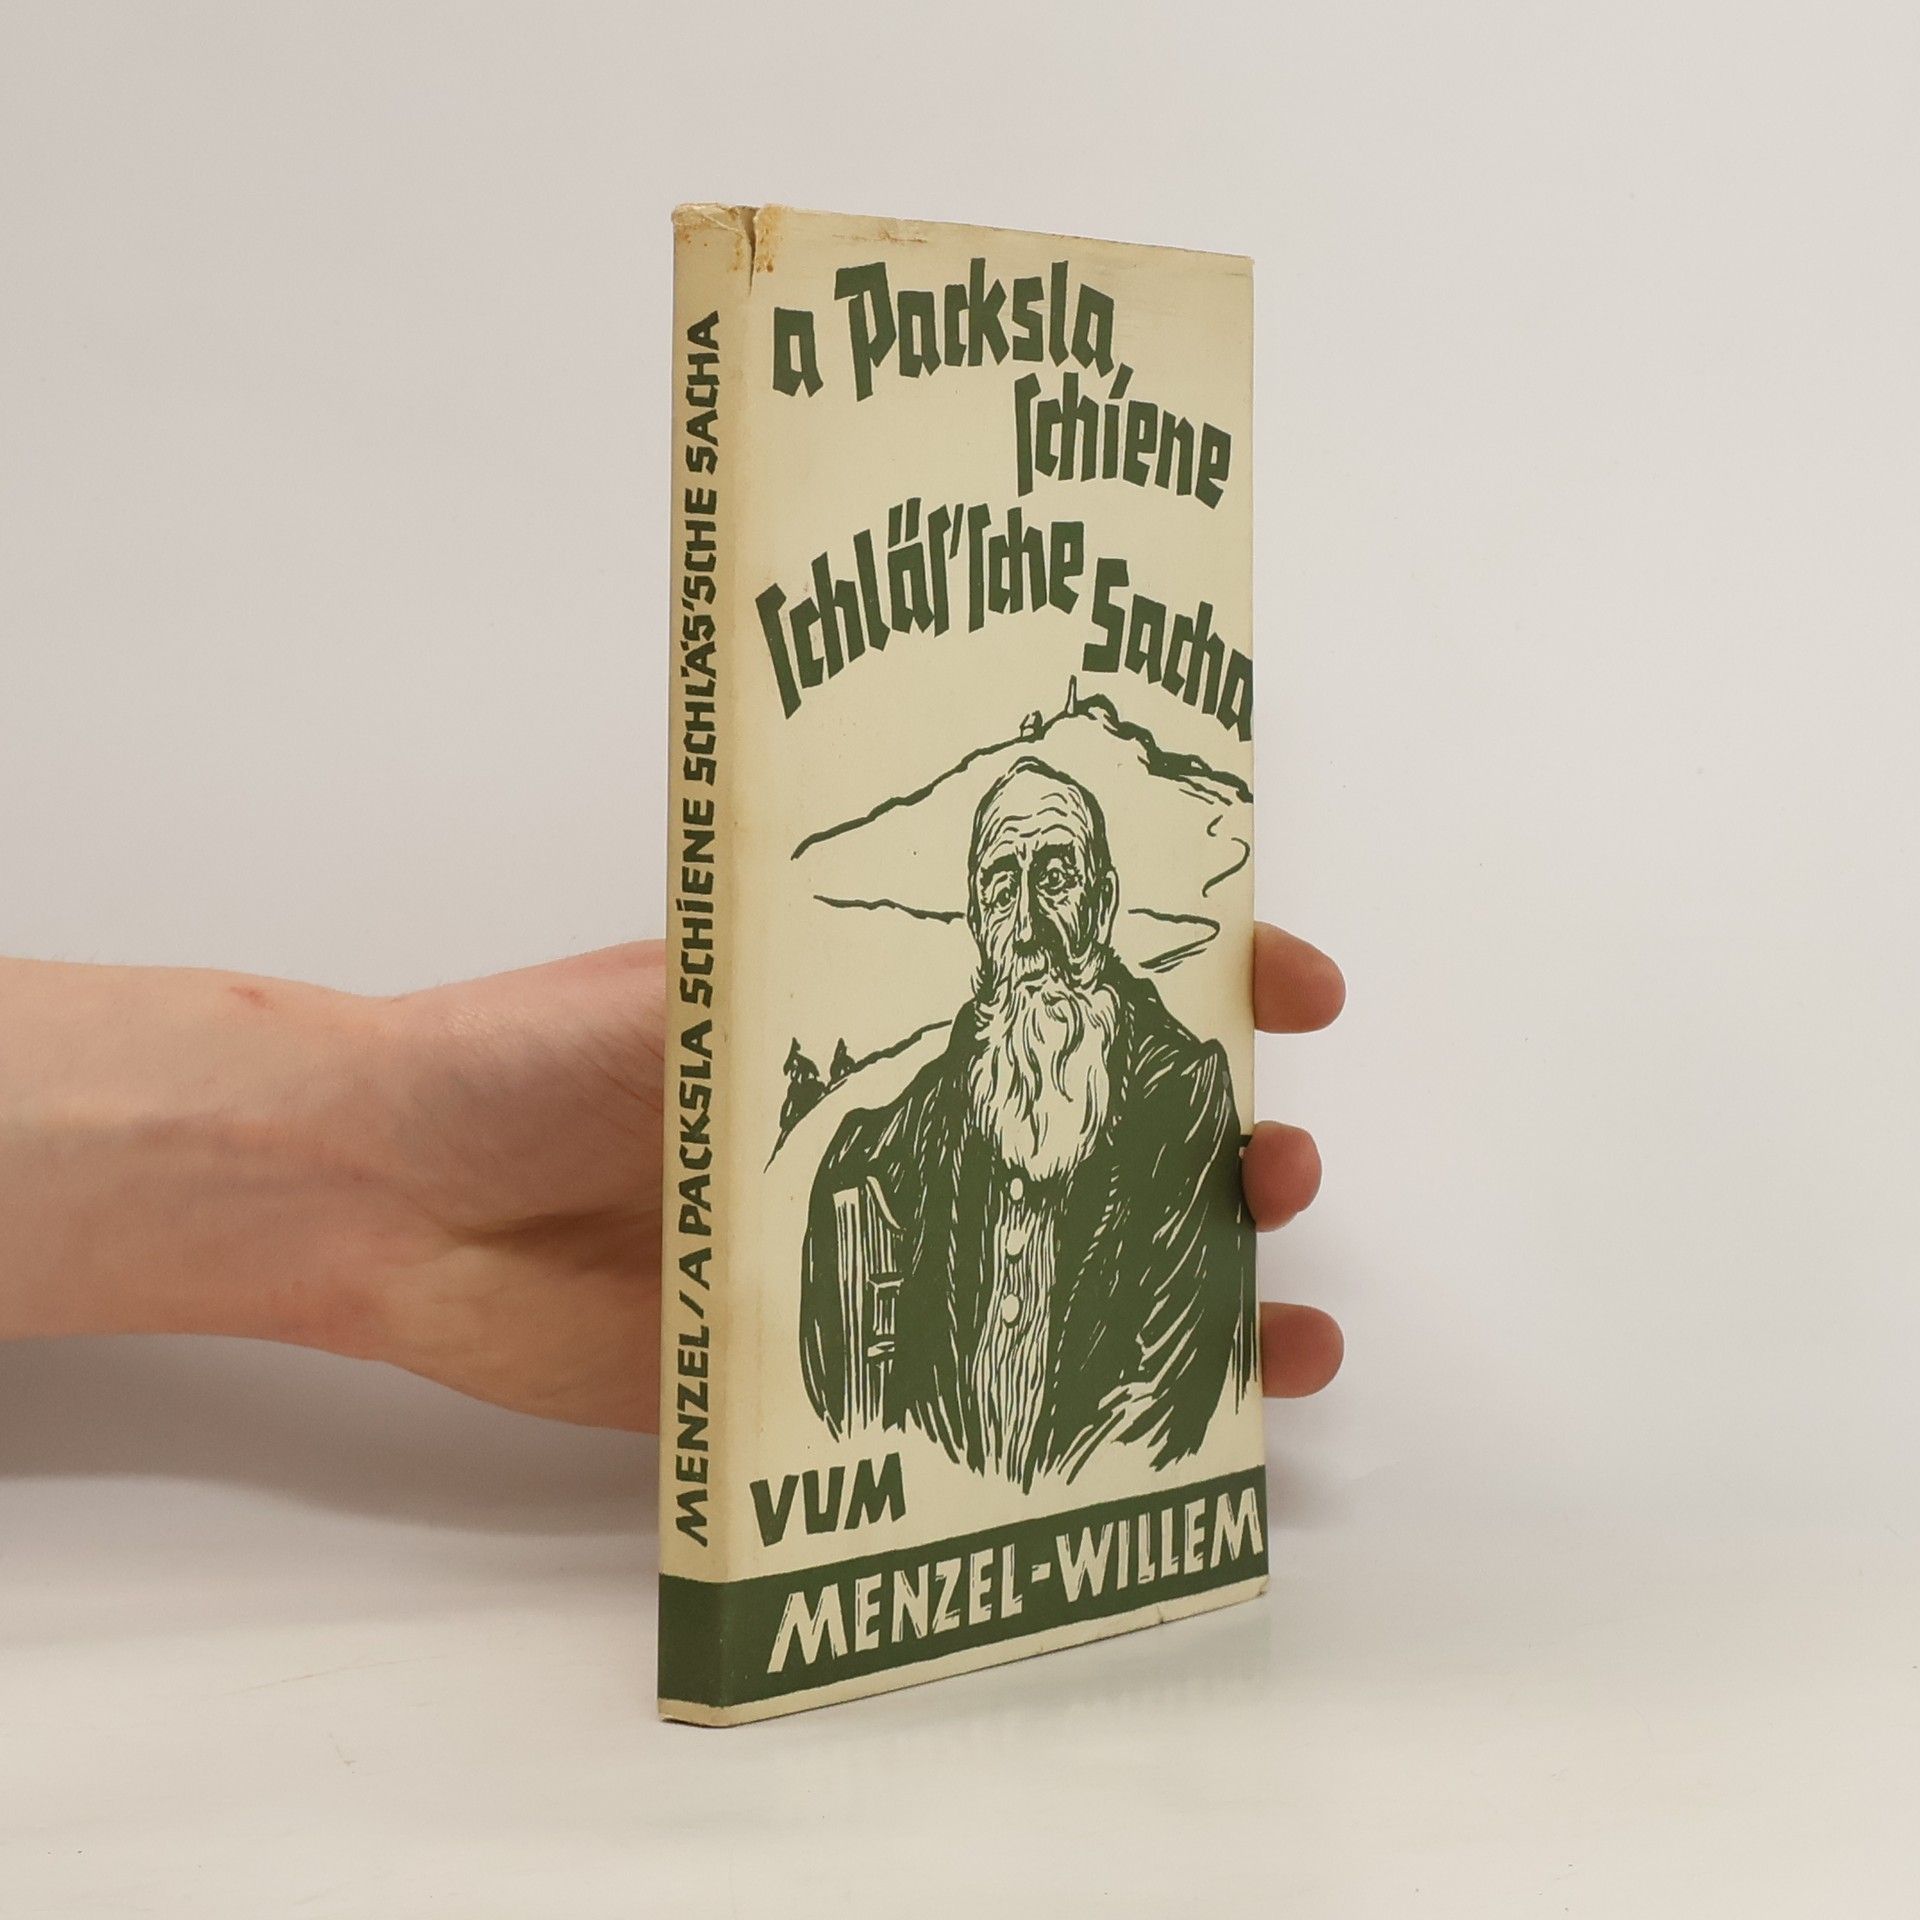 a Packsla,
schiene
schläs'sche Sacha
VUM
MENZEL-WILLEM
MENZEL / A PACKSLA SCHIENE SCHLÄS'SCHE SACHA